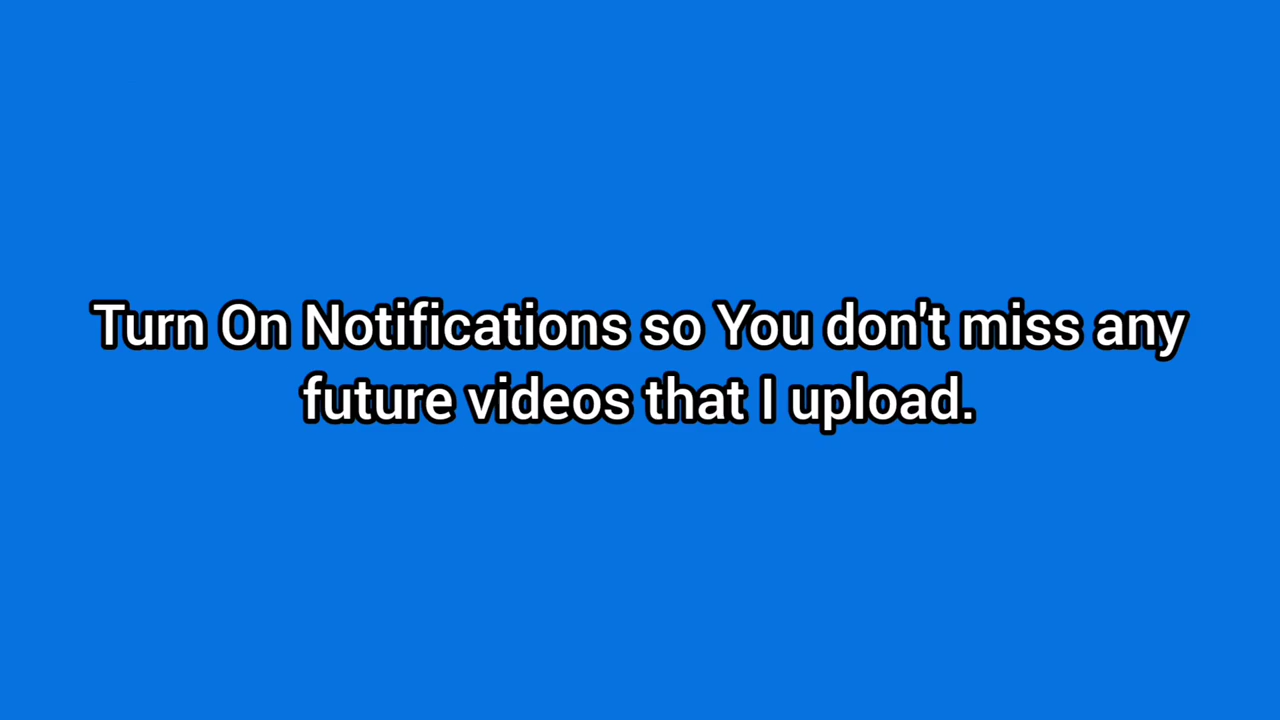 Turn On Notifications so You don't miss any
future videos that I upload.